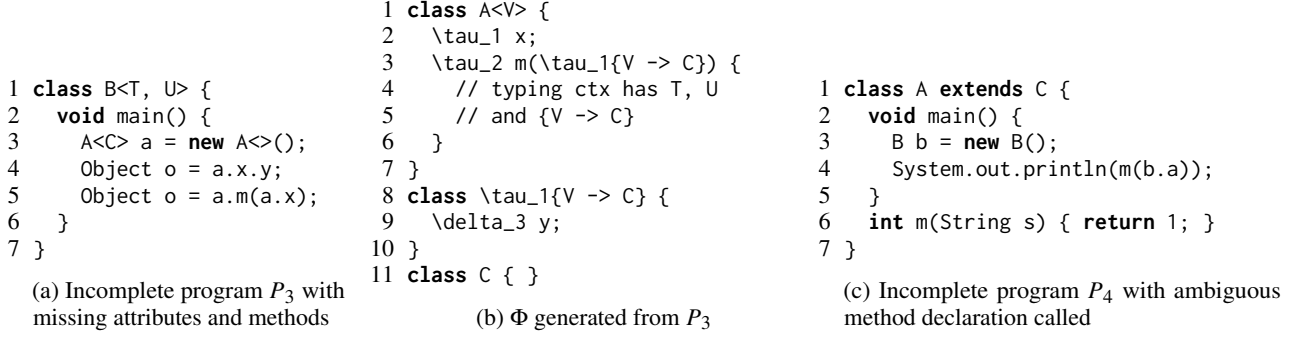 1 class B<T, U> {
2   void main() {
3     A<C> a = new A<>();
4     Object o = a.x.y;
5     Object o = a.m(a.x);
6   }
7 }
(a) Incomplete program P3 with
missing attributes and methods
1 class A<V> {
2   \tau_1 x;
3   \tau_2 m(\tau_1{V -> C}) {
4     // typing ctx has T, U
5     // and {V -> C}
6   }
7 }
8 class \tau_1{V -> C} {
9   \delta_3 y;
10 }
11 class C { }
(b) Φ generated from P3
1 class A extends C {
2   void main() {
3     B b = new B();
4     System.out.println(m(b.a));
5   }
6   int m(String s) { return 1; }
7 }
(c) Incomplete program P4 with ambiguous
method declaration called